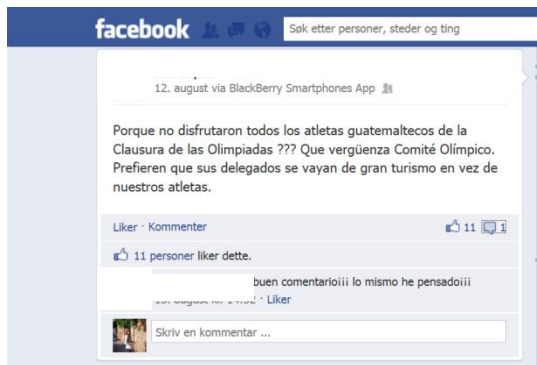 facebook
Søk etter personer, steder og ting
12. august via BlackBerry Smartphones App
Porque no disfrutaron todos los atletas guatemaltecos de la
Clausura de las Olimpiadas ??? Que vergüenza Comité Olímpico.
Prefieren que sus delegados se vayan de gran turismo en vez de
nuestros atletas.
Liker · Kommenter 11 1
11 personer liker dette.
buen comentarioiii lo mismo he pensadoiii
· Liker
Skriv en kommentar ...